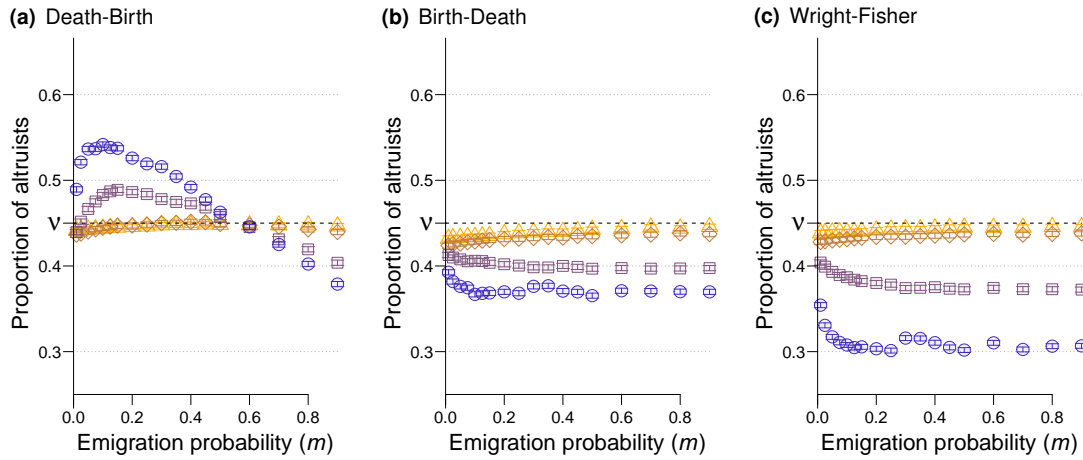 (a) Death-Birth
(b) Birth-Death
(c) Wright-Fisher
Proportion of altruists
0.6
0.5
ν
0.4
0.3
0.0 0.2 0.4 0.6 0.8
Emigration probability (m)
Proportion of altruists
0.6
0.5
ν
0.4
0.3
0.0 0.2 0.4 0.6 0.8
Emigration probability (m)
Proportion of altruists
0.6
0.5
ν
0.4
0.3
0.0 0.2 0.4 0.6 0.8
Emigration probability (m)